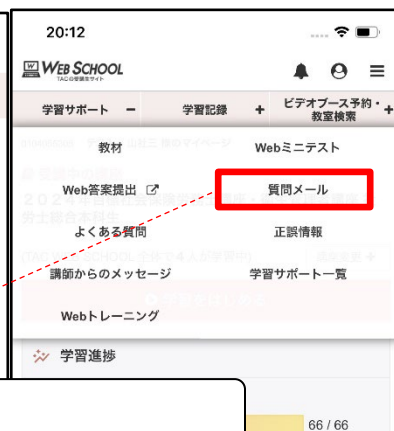 20:12
WEB SCHOOL
TACの受講生サイト
学習サポート − 学習記録 + ビデオブース予約・教室検索 +
教材 Webミニテスト
Web答案提出 質問メール
よくある質問 正誤情報
講師からのメッセージ 学習サポート一覧
Webトレーニング
学習進捗
66 / 66